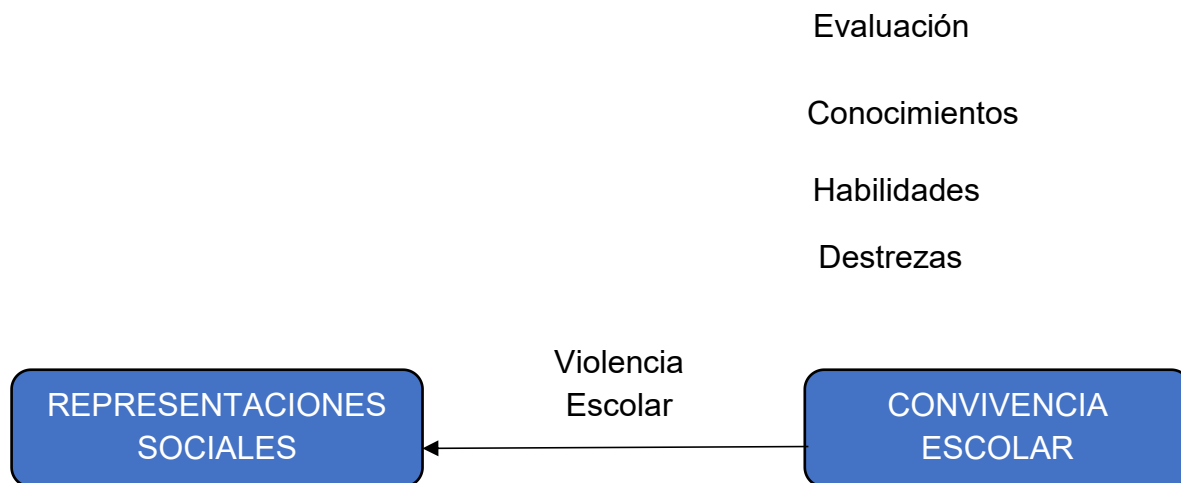 Evaluación
Conocimientos
Habilidades
Destrezas
Violencia
Escolar
REPRESENTACIONES
SOCIALES
CONVIVENCIA
ESCOLAR